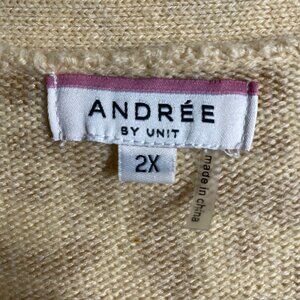 ANDRÉE
BY UNIT
2X
made in china